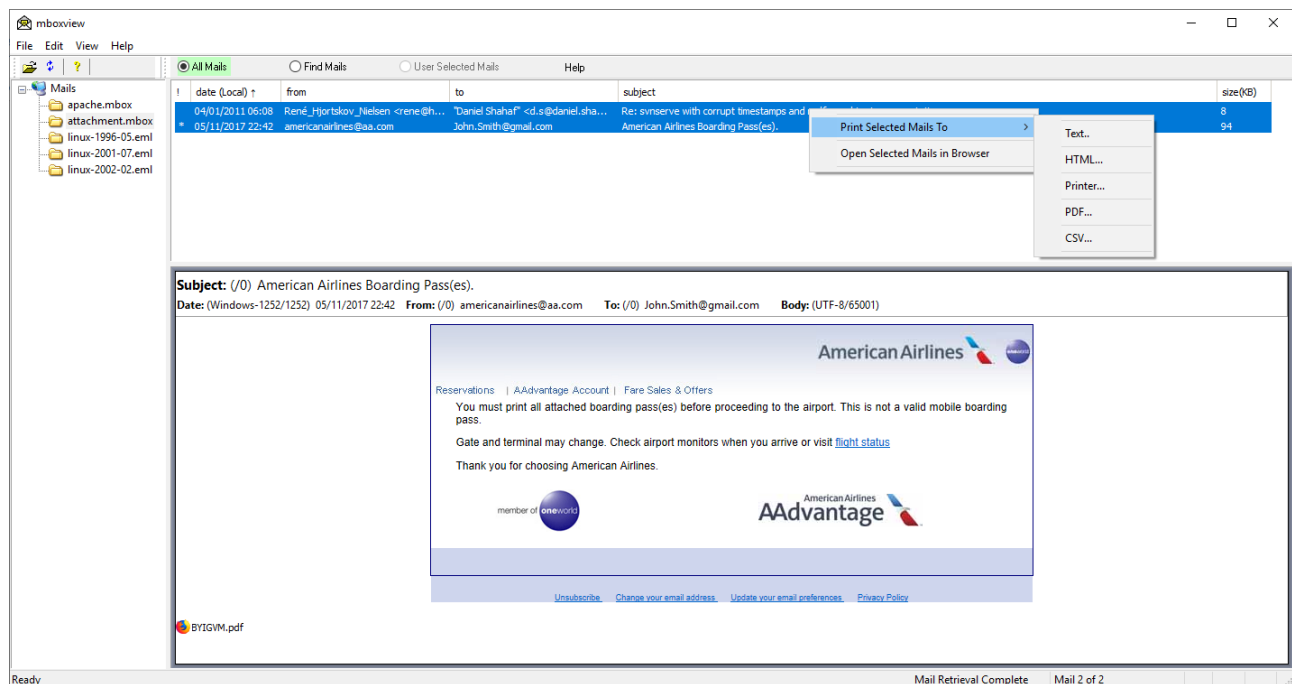 mboxview
File Edit View Help
All Mails Find Mails User Selected Mails Help
Mails
apache.mbox
attachment.mbox
linux-1996-05.eml
linux-2001-07.eml
linux-2002-02.eml
! date (Local) ↑ from to subject size(KB)
04/01/2011 06:08 René_Hjortskov_Nielsen <rene@h... "Daniel Shahaf" <d.s@daniel.sha... Re: svnserve with corrupt timestamps and 8
* 05/11/2017 22:42 americanairlines@aa.com John.Smith@gmail.com American Airlines Boarding Pass(es). 94
Print Selected Mails To >
Open Selected Mails in Browser
Text..
HTML...
Printer...
PDF...
CSV...
Subject: (/0) American Airlines Boarding Pass(es).
Date: (Windows-1252/1252) 05/11/2017 22:42 From: (/0) americanairlines@aa.com To: (/0) John.Smith@gmail.com Body: (UTF-8/65001)
American Airlines oneworld
Reservations | AAdvantage Account | Fare Sales & Offers
You must print all attached boarding pass(es) before proceeding to the airport. This is not a valid mobile boarding
pass.
Gate and terminal may change. Check airport monitors when you arrive or visit flight status
Thank you for choosing American Airlines.
member of oneworld
American Airlines
AAdvantage
Unsubscribe Change your email address Update your email preferences Privacy Policy
BYIGVM.pdf
Ready Mail Retrieval Complete Mail 2 of 2